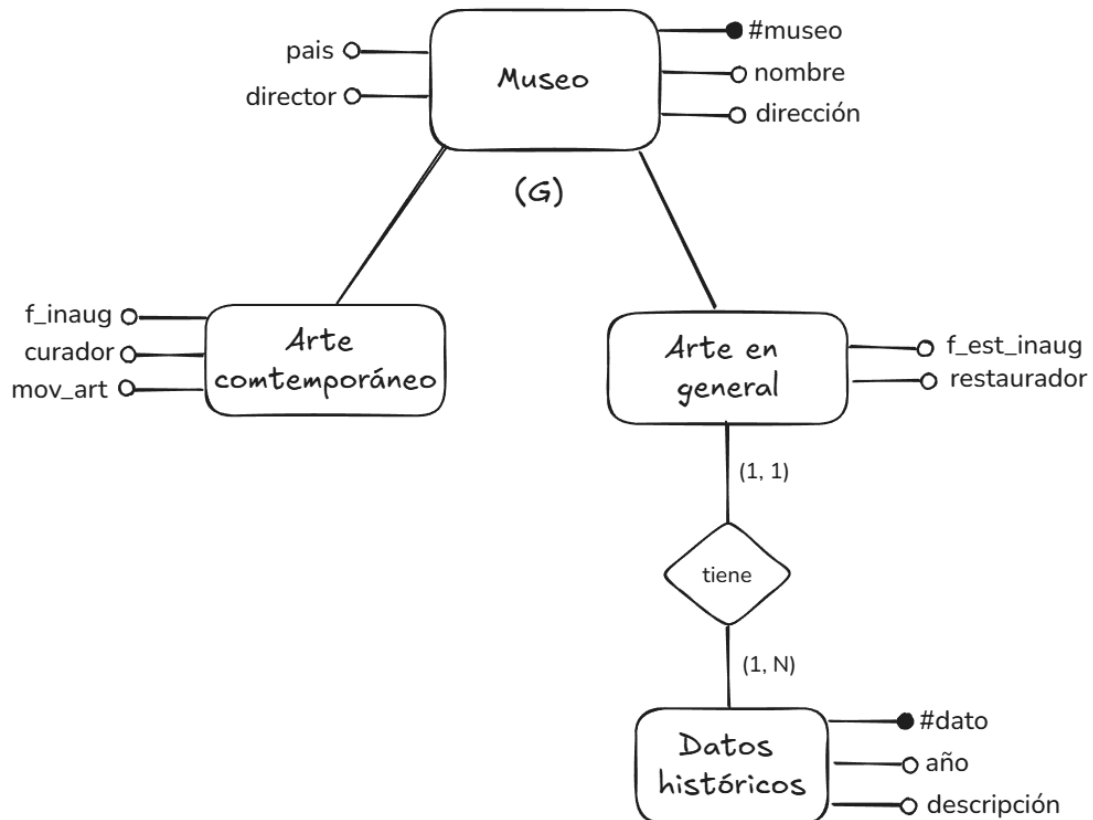 pais
director
Museo
#museo
nombre
dirección
(G)
f_inaug
curador
mov_art
Arte
comtemporáneo
Arte en
general
f_est_inaug
restaurador
(1, 1)
tiene
(1, N)
Datos
históricos
#dato
año
descripción